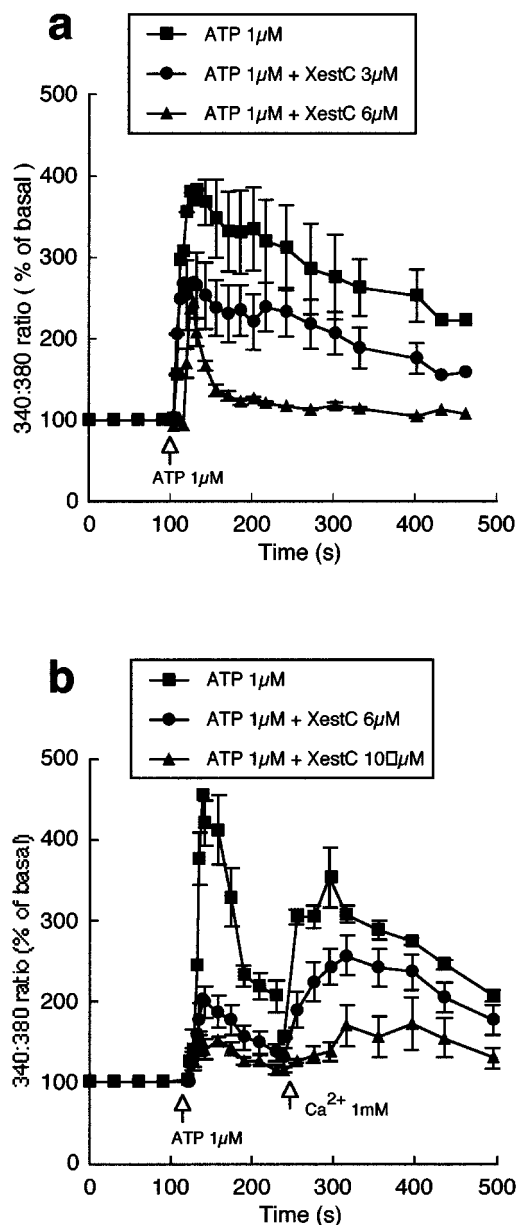 a
ATP 1µM
ATP 1µM + XestC 3µM
ATP 1µM + XestC 6µM
340:380 ratio ( % of basal )
500
400
300
200
100
0
ATP 1µM
0 100 200 300 400 500
Time (s)
b
ATP 1µM
ATP 1µM + XestC 6µM
ATP 1µM + XestC 10□µM
340:380 ratio (% of basal)
500
400
300
200
100
0
ATP 1µM
Ca2+ 1mM
0 100 200 300 400 500
Time (s)